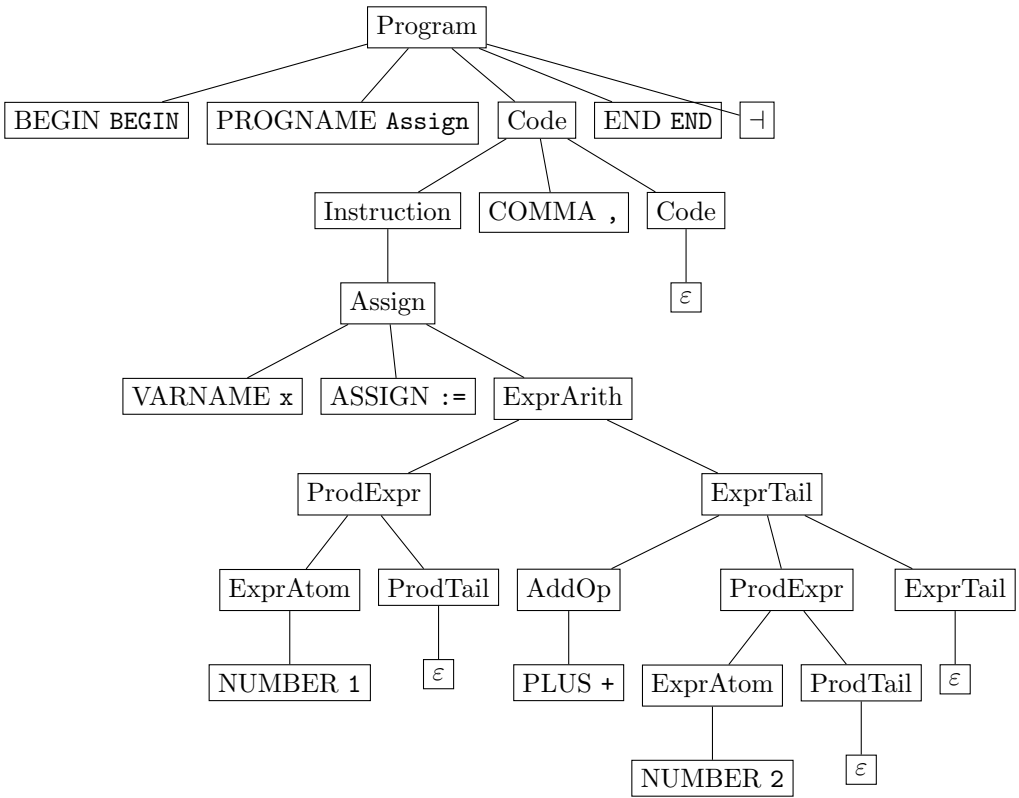 Program
BEGIN BEGIN PROGNAME Assign Code END END ⊣
Instruction COMMA , Code
Assign ε
VARNAME x ASSIGN := ExprArith
ProdExpr ExprTail
ExprAtom ProdTail AddOp ProdExpr ExprTail
NUMBER 1 ε PLUS + ExprAtom ProdTail ε
NUMBER 2 ε